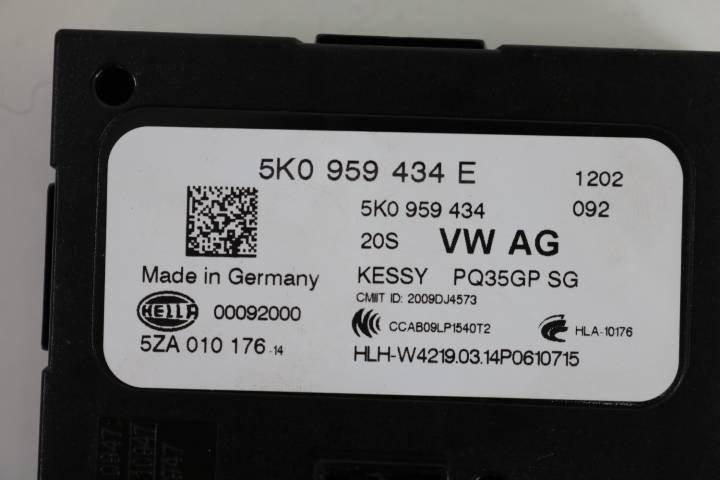 5K0 959 434 E
1202
5K0 959 434
092
20S VW AG
Made in Germany
KESSY PQ35GP SG
CMIIT ID: 2009DJ4573
HELLA 00092000
CCAB09LP1540T2
HLA-10176
5ZA 010 176-14
HLH-W4219.03.14P0610715